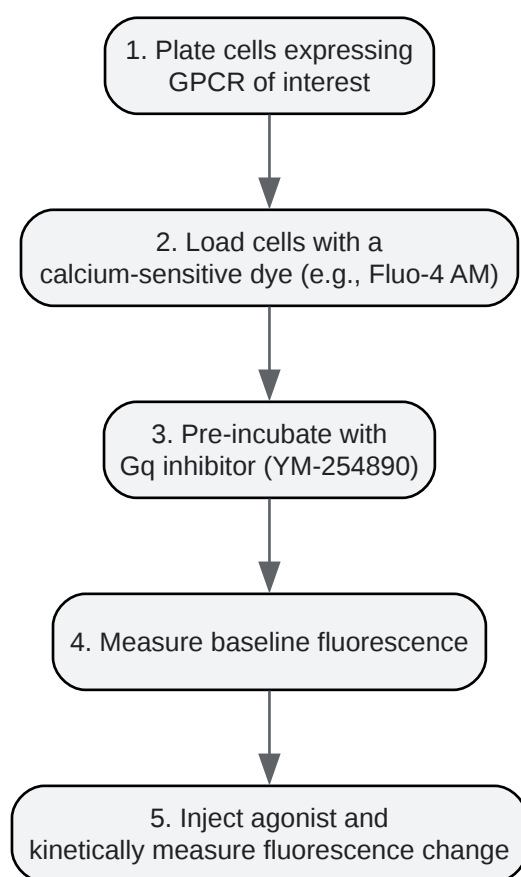 1. Plate cells expressing
GPCR of interest
2. Load cells with a
calcium-sensitive dye (e.g., Fluo-4 AM)
3. Pre-incubate with
Gq inhibitor (YM-254890)
4. Measure baseline fluorescence
5. Inject agonist and
kinetically measure fluorescence change